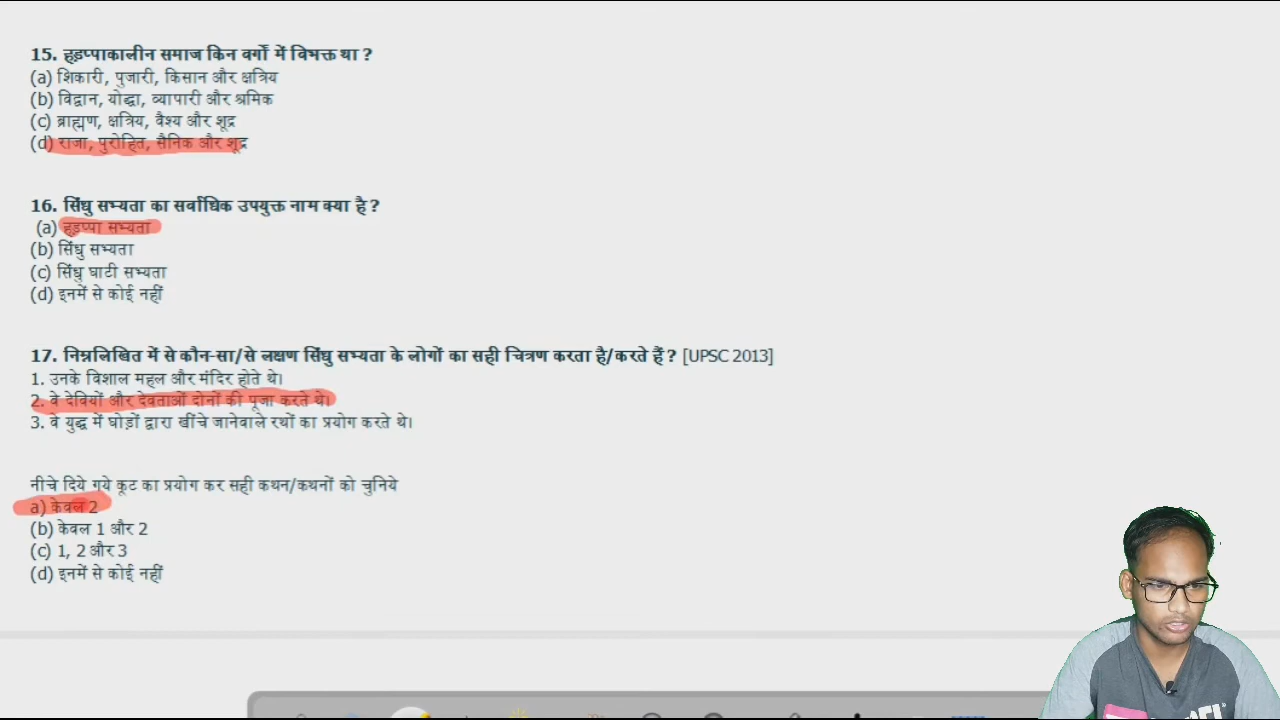 15. हड़प्पाकालीन समाज किन वर्गों में विभक्त था ?
(a) शिकारी, पुजारी, किसान और क्षत्रिय
(b) विद्वान, योद्धा, व्यापारी और श्रमिक
(c) ब्राह्मण, क्षत्रिय, वैश्य और शूद्र
(d) राजा, पुरोहित, सैनिक और शूद्र
16. सिंधु सभ्यता का सर्वाधिक उपयुक्त नाम क्या है ?
(a) हड़प्पा सभ्यता
(b) सिंधु सभ्यता
(c) सिंधु घाटी सभ्यता
(d) इनमें से कोई नहीं
17. निम्नलिखित में से कौन-सा/से लक्षण सिंधु सभ्यता के लोगों का सही चित्रण करता है/करते हैं ? [UPSC 2013]
1. उनके विशाल महल और मंदिर होते थे।
2. वे देवियों और देवताओं दोनों की पूजा करते थे।
3. वे युद्ध में घोड़ों द्वारा खींचे जानेवाले रथों का प्रयोग करते थे।
नीचे दिये गये कूट का प्रयोग कर सही कथन/कथनों को चुनिये
a) केवल 2
(b) केवल 1 और 2
(c) 1, 2 और 3
(d) इनमें से कोई नहीं